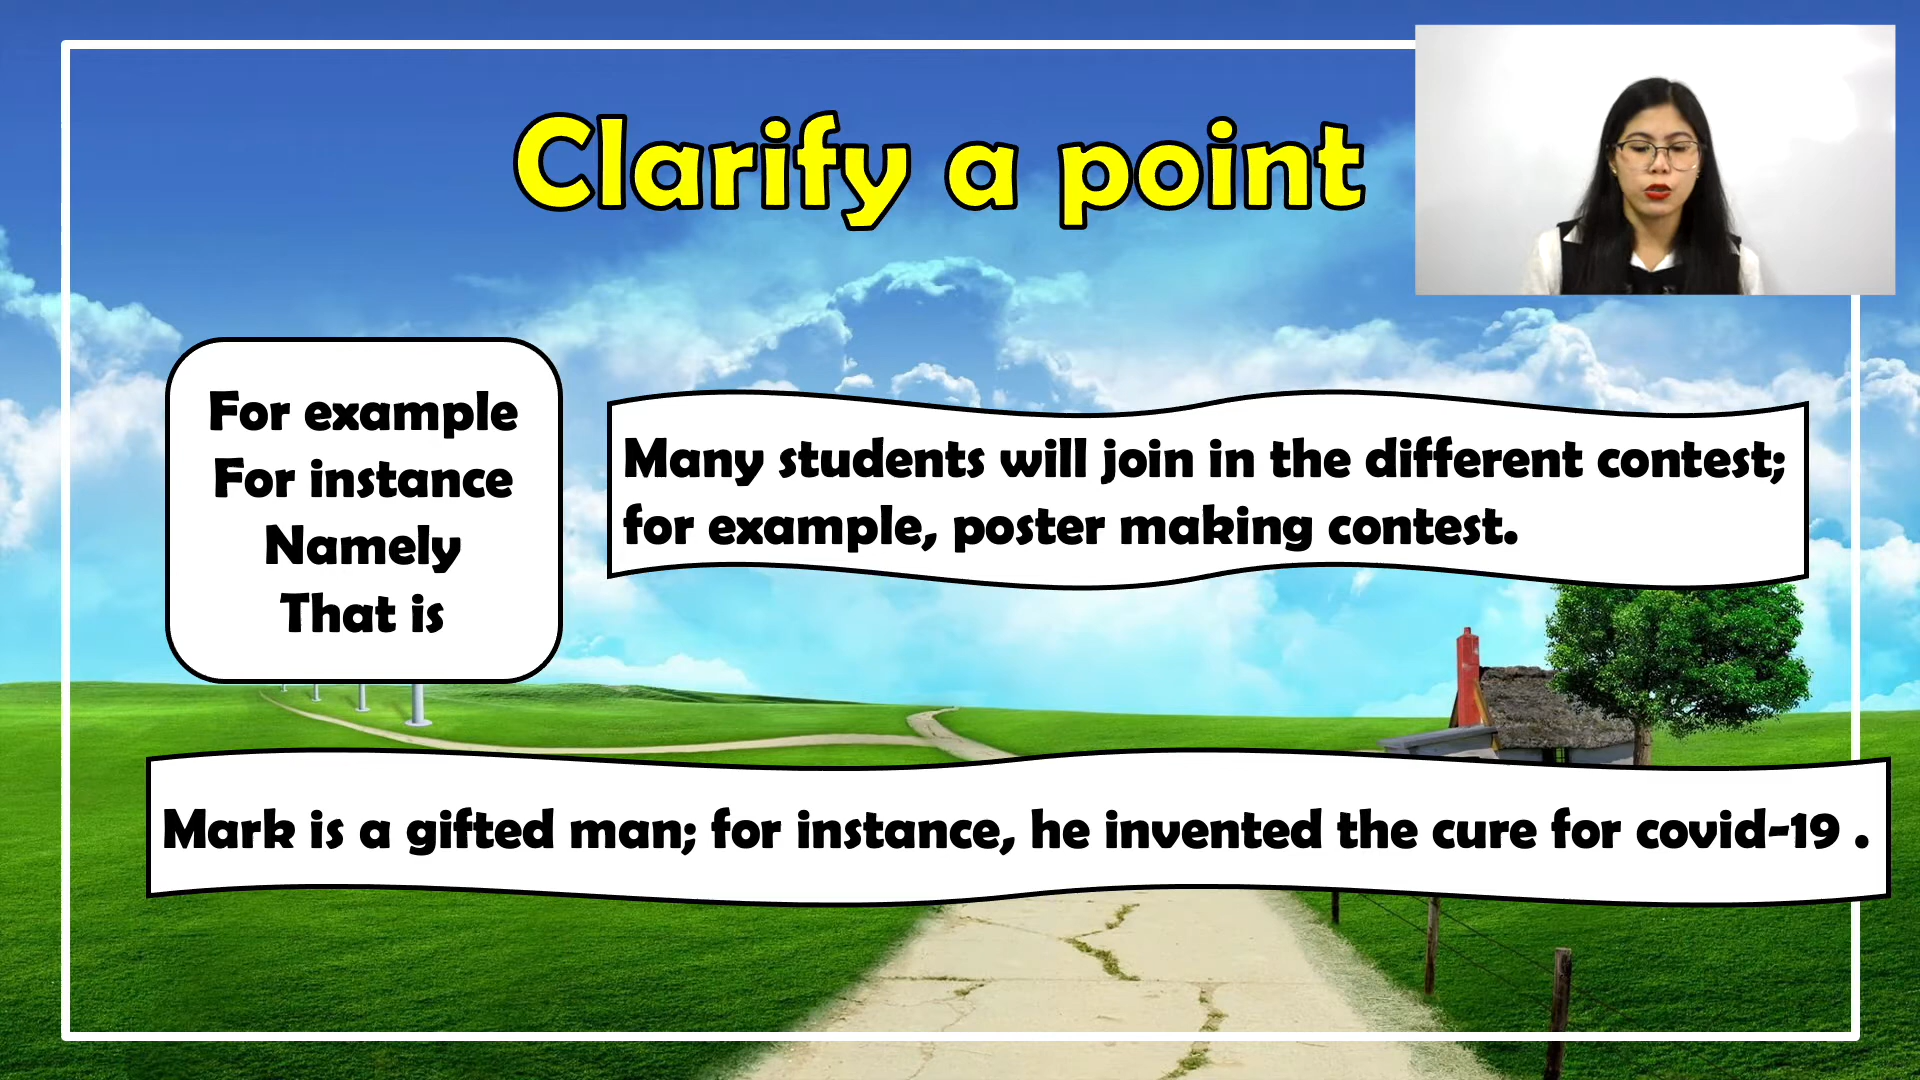 Clarify a point
For example
For instance
Namely
That is
Many students will join in the different contest;
for example, poster making contest.
Mark is a gifted man; for instance, he invented the cure for covid-19 .